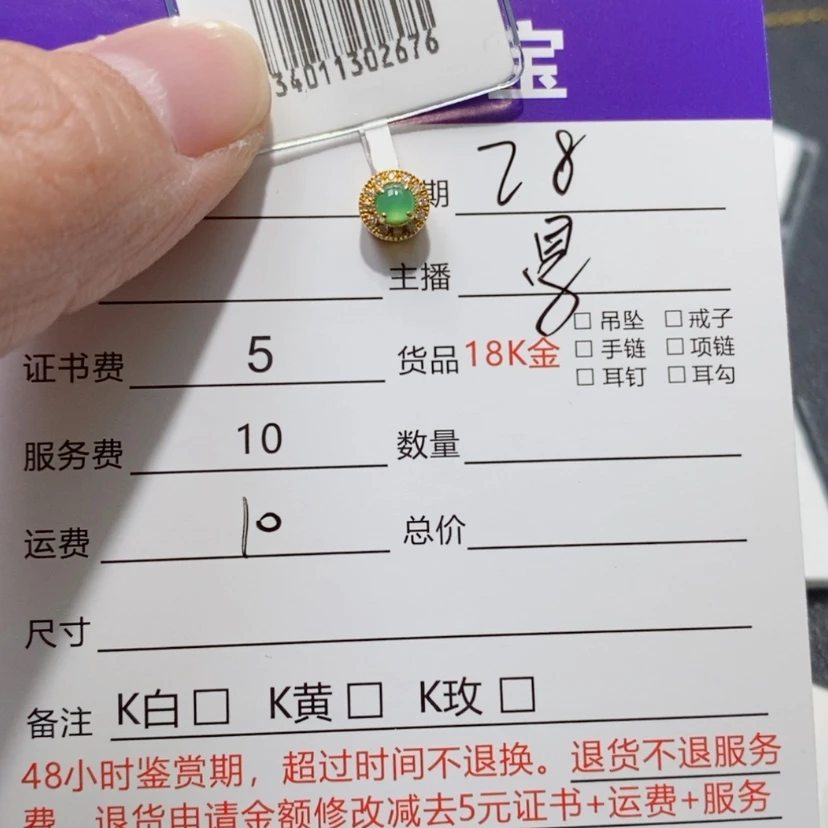 34011302676
宝
期 28
主播
□ 吊坠 □ 戒子
证书费 5 货品 18K金 □ 手链 □ 项链
□ 耳钉 □ 耳勾
服务费 10 数量
运费 10 总价
尺寸
备注 K白 □ K黄 □ K玫 □
48小时鉴赏期，超过时间不退换。退货不退服务
费，退货申请金额修改减去5元证书+运费+服务